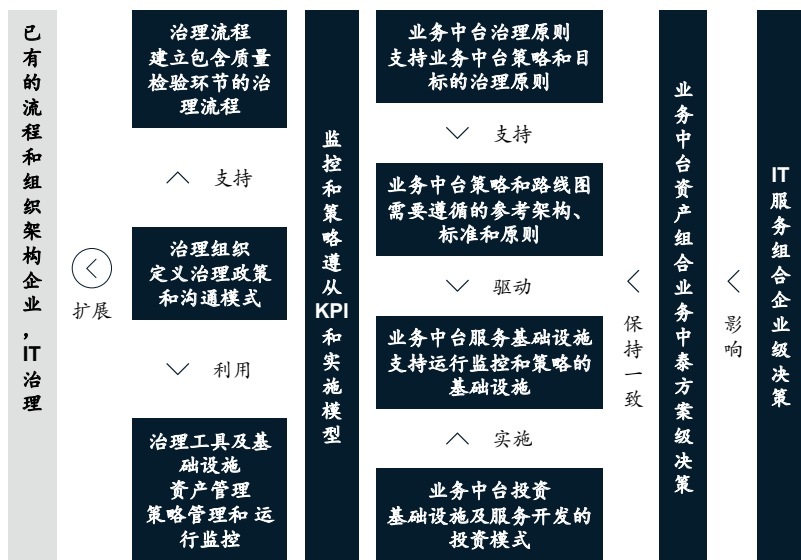 已
有
的
流
程
和
组
织
架
构
企
业
，
IT
治
理
扩展
治理流程
建立包含质量
检验环节的治
理流程
支持
治理组织
定义治理政策
和沟通模式
利用
治理工具及基
础设施
资产管理
策略管理和 运
行监控
监
控
和
策
略
遵
从
KPI
和
实
施
模
型
业务中台治理原则
支持业务中台策略和目
标的治理原则
支持
业务中台策略和路线图
需要遵循的参考架构、
标准和原则
驱动
业务中台服务基础设施
支持运行监控和策略的
基础设施
实施
业务中台投资
基础设施及服务开发的
投资模式
保
持
一
致
业
务
中
台
资
产
组
合
业
务
中
泰
方
案
级
决
策
影
响
IT
服
务
组
合
企
业
级
决
策